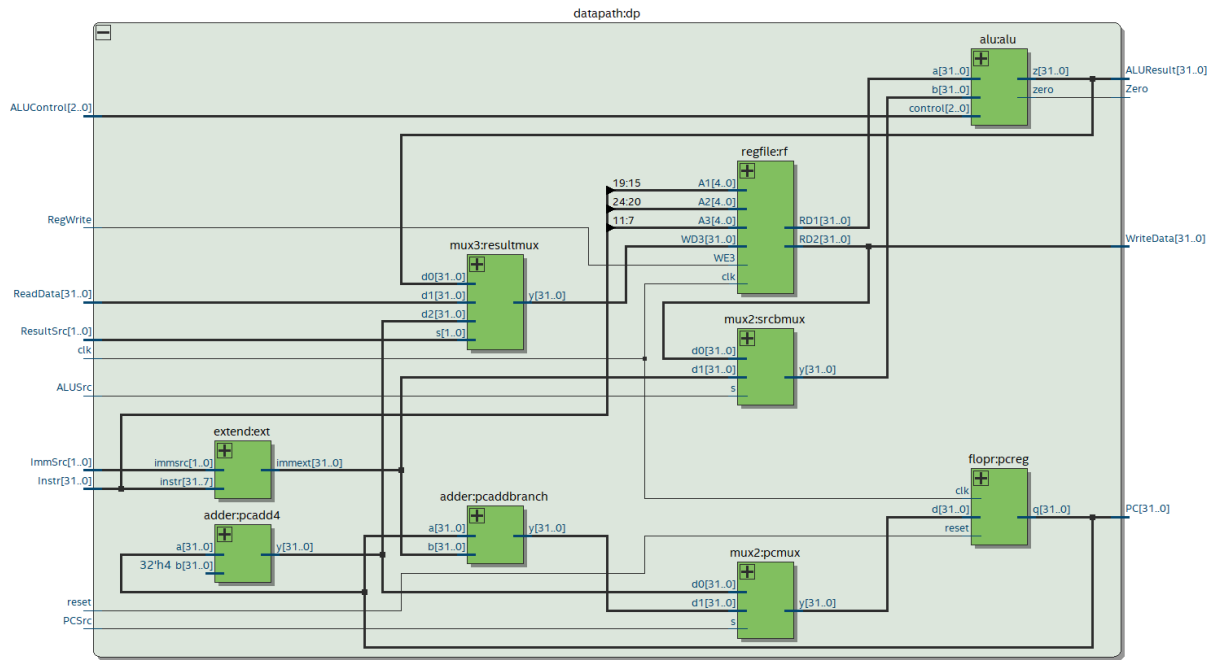 datapath:dp
alu:alu
a[31..0]
b[31..0]
control[2..0]
z[31..0]
zero
ALUResult[31..0]
Zero
ALUControl[2..0]
regfile:rf
19:15
24:20
11:7
A1[4..0]
A2[4..0]
A3[4..0]
WD3[31..0]
WE3
clk
RD1[31..0]
RD2[31..0]
WriteData[31..0]
RegWrite
mux3:resultmux
d0[31..0]
d1[31..0]
d2[31..0]
s[1..0]
y[31..0]
ReadData[31..0]
ResultSrc[1..0]
clk
ALUSrc
mux2:srcbmux
d0[31..0]
d1[31..0]
s
y[31..0]
extend:ext
immsrc[1..0]
instr[31..7]
immext[31..0]
ImmSrc[1..0]
Instr[31..0]
adder:pcadd4
a[31..0]
32'h4 b[31..0]
y[31..0]
adder:pcaddbranch
a[31..0]
b[31..0]
y[31..0]
flopr:pcreg
clk
d[31..0]
reset
q[31..0]
PC[31..0]
mux2:pcmux
d0[31..0]
d1[31..0]
s
y[31..0]
reset
PCSrc